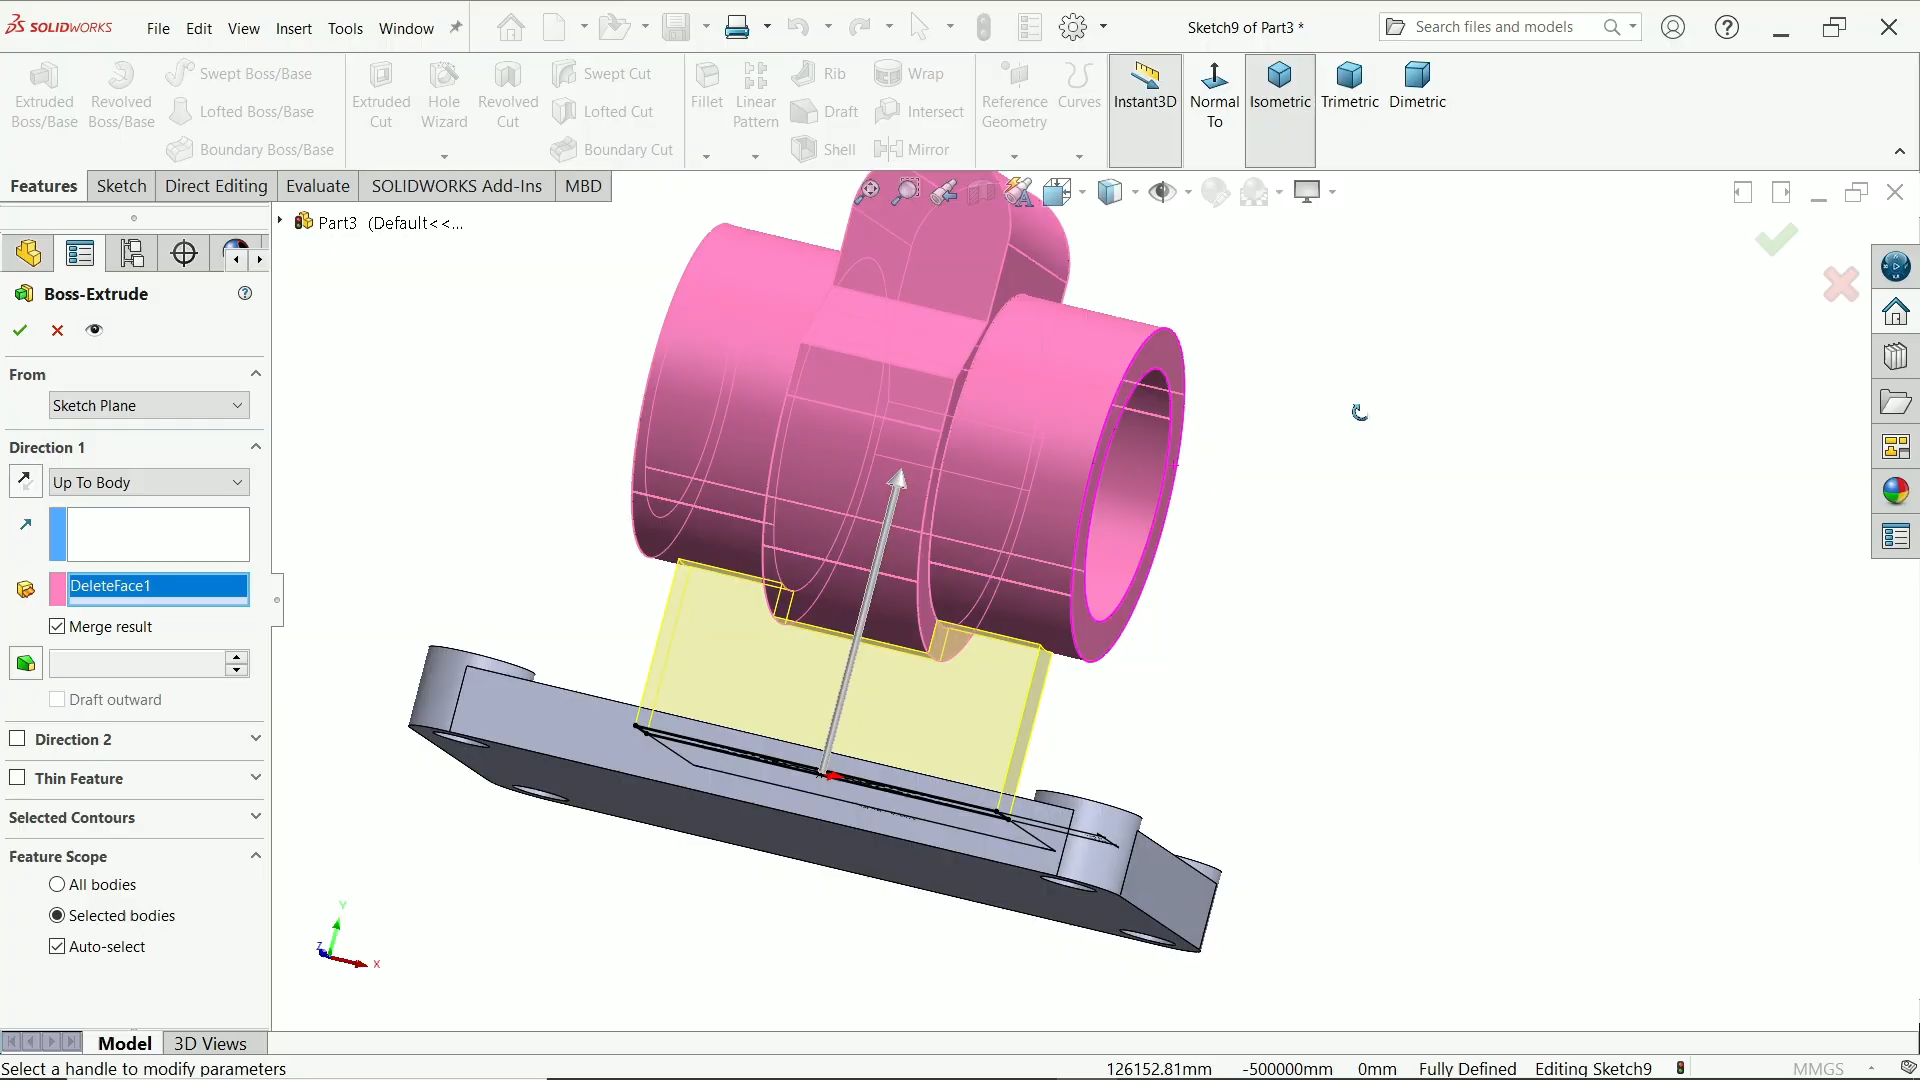 SOLIDWORKS File Edit View Insert Tools Window Sketch9 of Part3 * Search files and models
Extruded Boss/Base
Revolved Boss/Base
Swept Boss/Base
Lofted Boss/Base
Boundary Boss/Base
Extruded Cut
Hole Wizard
Revolved Cut
Swept Cut
Lofted Cut
Boundary Cut
Fillet
Linear Pattern
Rib
Draft
Shell
Wrap
Intersect
Mirror
Reference Geometry
Curves
Instant3D
Normal To
Isometric
Trimetric
Dimetric
Features Sketch Direct Editing Evaluate SOLIDWORKS Add-Ins MBD
Part3 (Default<<...
Boss-Extrude
From
Sketch Plane
Direction 1
Up To Body
DeleteFace1
Merge result
Draft outward
Direction 2
Thin Feature
Selected Contours
Feature Scope
All bodies
Selected bodies
Auto-select
Y
Z
X
Model 3D Views
Select a handle to modify parameters 126152.81mm -500000mm 0mm Fully Defined Editing Sketch9 MMGS